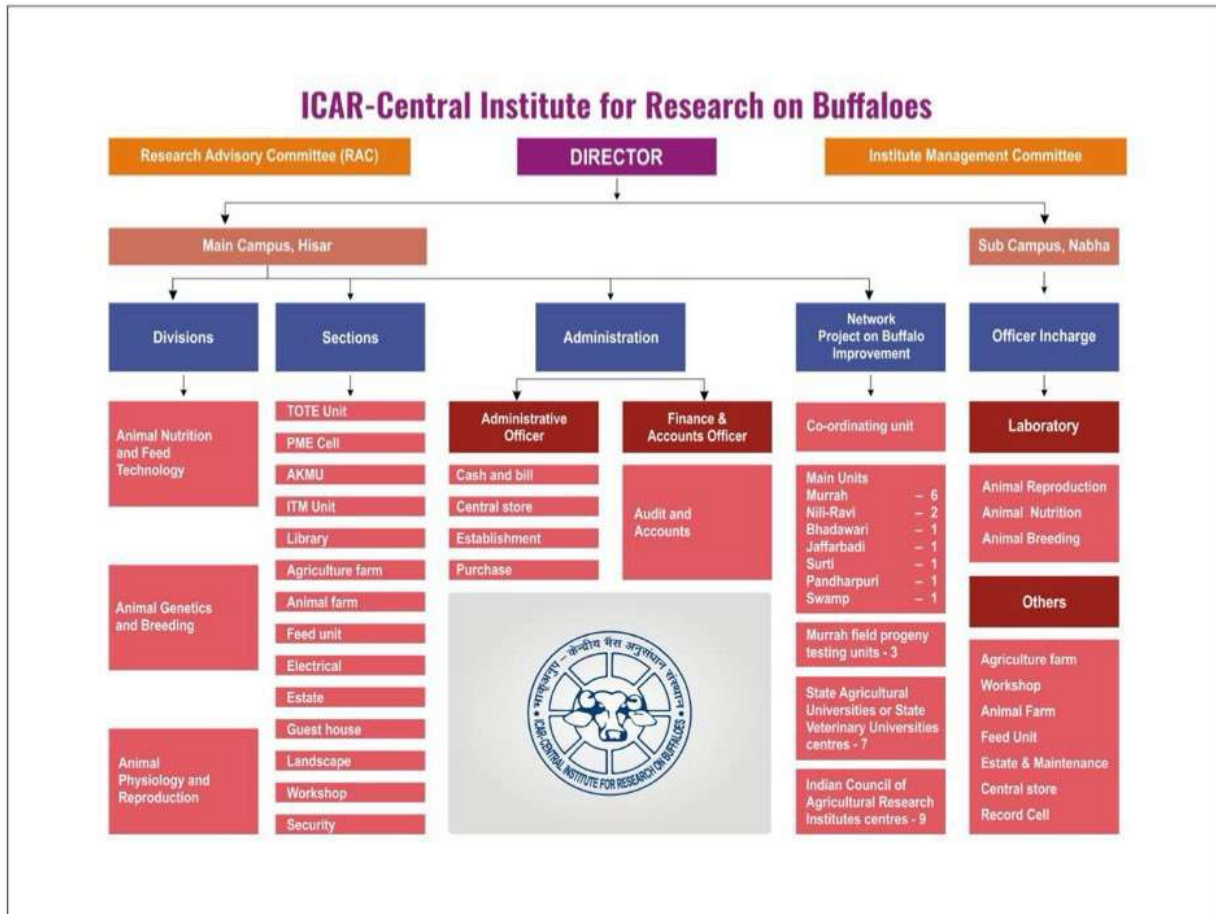 ICAR-Central Institute for Research on Buffaloes
Research Advisory Committee (RAC)
DIRECTOR
Institute Management Committee
Main Campus, Hisar
Sub Campus, Nabha
Divisions
Sections
Administration
Network
Project on Buffalo
Improvement
Officer Incharge
Animal Nutrition
and Feed
Technology
Animal Genetics
and Breeding
Animal
Physiology and
Reproduction
TOTE Unit
PME Cell
AKMU
ITM Unit
Library
Agriculture farm
Animal farm
Feed unit
Electrical
Estate
Guest house
Landscape
Workshop
Security
Administrative
Officer
Cash and bill
Central store
Establishment
Purchase
Finance &
Accounts Officer
Audit and
Accounts
भाकृअनुप – केन्द्रीय भैंस अनुसंधान संस्थान
ICAR-CENTRAL INSTITUTE FOR RESEARCH ON BUFFALOES
Co-ordinating unit
Main Units
Murrah – 6
Nili-Ravi – 2
Bhadawari – 1
Jaffarbadi – 1
Surti – 1
Pandharpuri – 1
Swamp – 1
Murrah field progeny
testing units - 3
State Agricultural
Universities or State
Veterinary Universities
centres - 7
Indian Council of
Agricultural Research
Institutes centres - 9
Laboratory
Animal Reproduction
Animal Nutrition
Animal Breeding
Others
Agriculture farm
Workshop
Animal Farm
Feed Unit
Estate & Maintenance
Central store
Record Cell